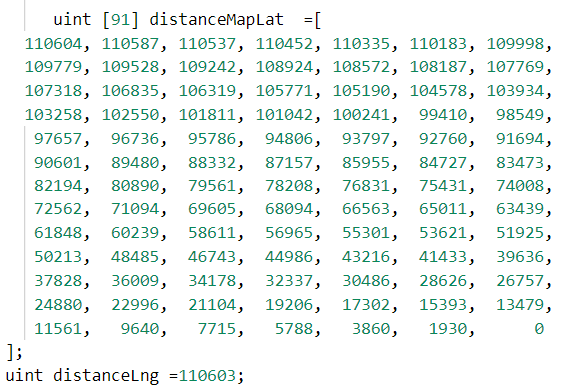 uint [91] distanceMapLat =[
110604, 110587, 110537, 110452, 110335, 110183, 109998,
109779, 109528, 109242, 108924, 108572, 108187, 107769,
107318, 106835, 106319, 105771, 105190, 104578, 103934,
103258, 102550, 101811, 101042, 100241, 99410, 98549,
97657, 96736, 95786, 94806, 93797, 92760, 91694,
90601, 89480, 88332, 87157, 85955, 84727, 83473,
82194, 80890, 79561, 78208, 76831, 75431, 74008,
72562, 71094, 69605, 68094, 66563, 65011, 63439,
61848, 60239, 58611, 56965, 55301, 53621, 51925,
50213, 48485, 46743, 44986, 43216, 41433, 39636,
37828, 36009, 34178, 32337, 30486, 28626, 26757,
24880, 22996, 21104, 19206, 17302, 15393, 13479,
11561, 9640, 7715, 5788, 3860, 1930, 0
];
uint distanceLng =110603;